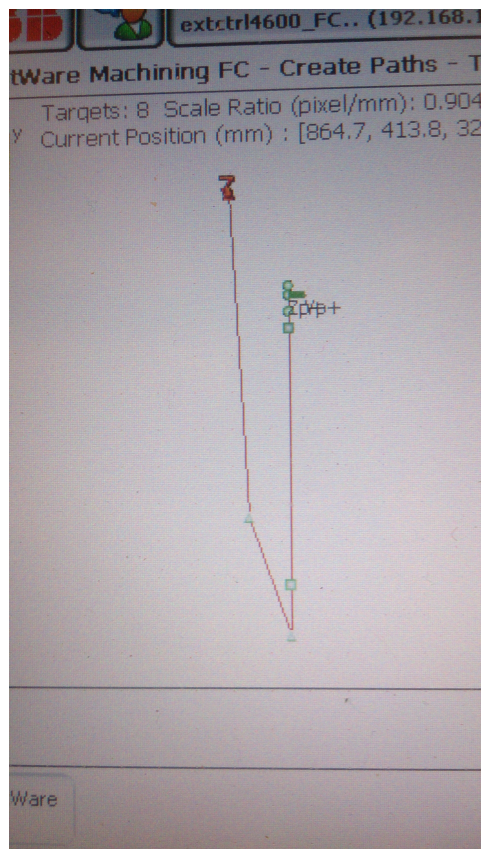 extctrl4600_FC.. (192.168.1
tWare Machining FC - Create Paths - T
Targets: 8 Scale Ratio (pixel/mm): 0.904
y Current Position (mm) : [864.7, 413.8, 32
Ware